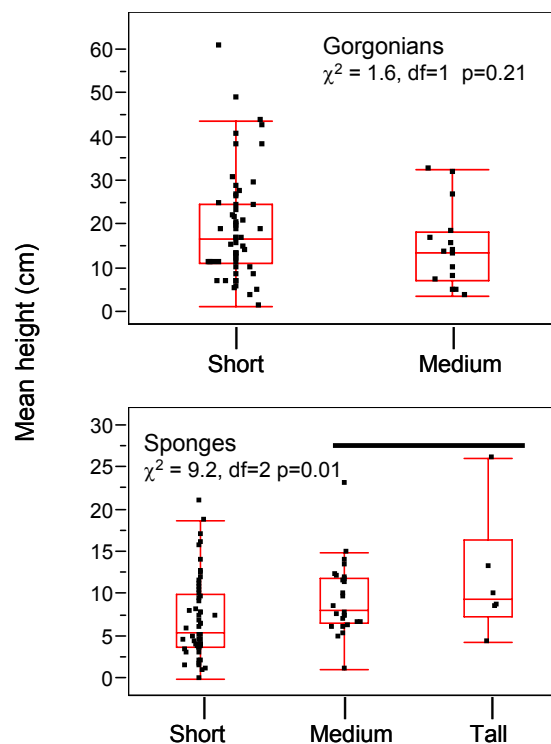 Mean height (cm)
60
50
40
30
20
10
0
Gorgonians
χ² = 1.6, df=1 p=0.21
Short Medium
30
25
20
15
10
5
0
Sponges
χ² = 9.2, df=2 p=0.01
Short Medium Tall